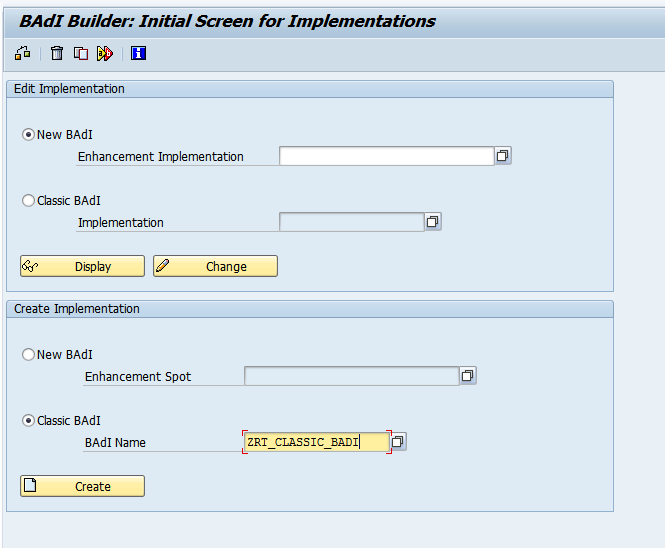 BAdI Builder: Initial Screen for Implementations
Edit Implementation
New BAdI
Enhancement Implementation
Classic BAdI
Implementation
Display Change
Create Implementation
New BAdI
Enhancement Spot
Classic BAdI
BAdI Name ZRT_CLASSIC_BADI
Create